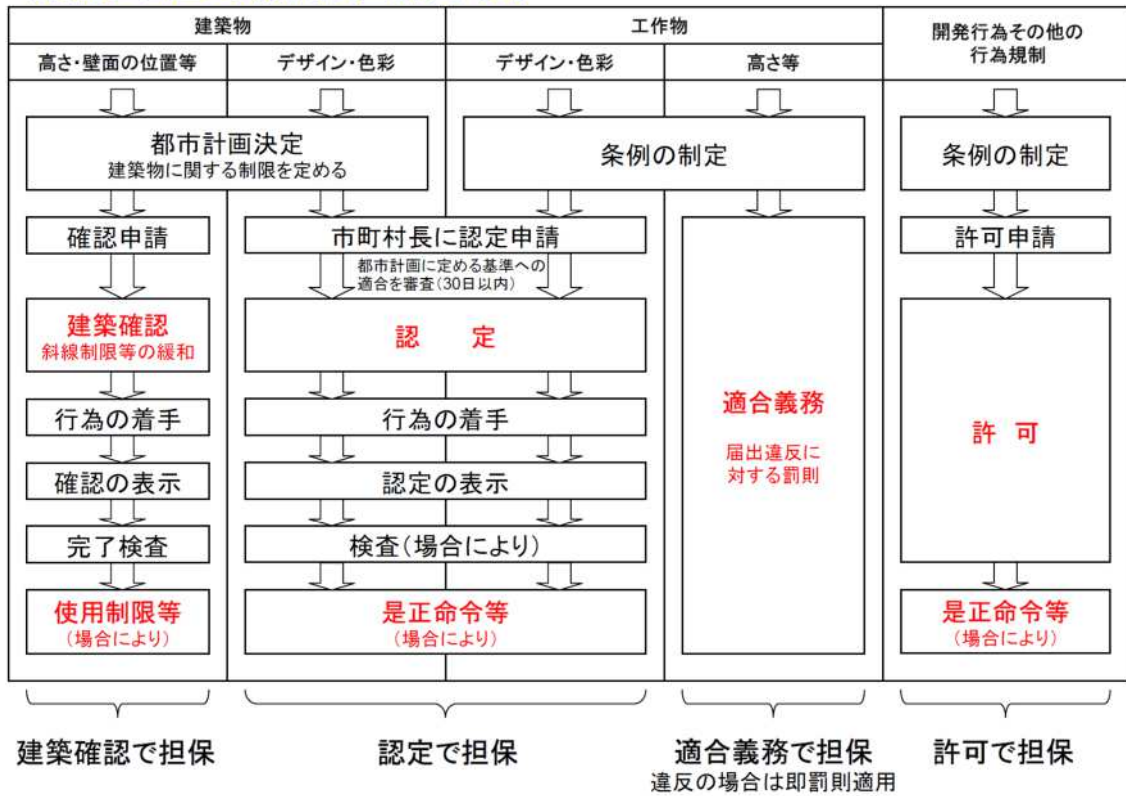 建築物
工作物
開発行為その他の
行為規制
高さ・壁面の位置等
デザイン・色彩
デザイン・色彩
高さ等
都市計画決定
建築物に関する制限を定める
条例の制定
条例の制定
確認申請
市町村長に認定申請
許可申請
都市計画に定める基準への
適合を審査(30日以内)
建築確認
斜線制限等の緩和
認 定
適合義務
届出違反に
対する罰則
許 可
行為の着手
行為の着手
確認の表示
認定の表示
完了検査
検査(場合により)
使用制限等
(場合により)
是正命令等
(場合により)
是正命令等
(場合により)
建築確認で担保
認定で担保
適合義務で担保
違反の場合は即罰則適用
許可で担保